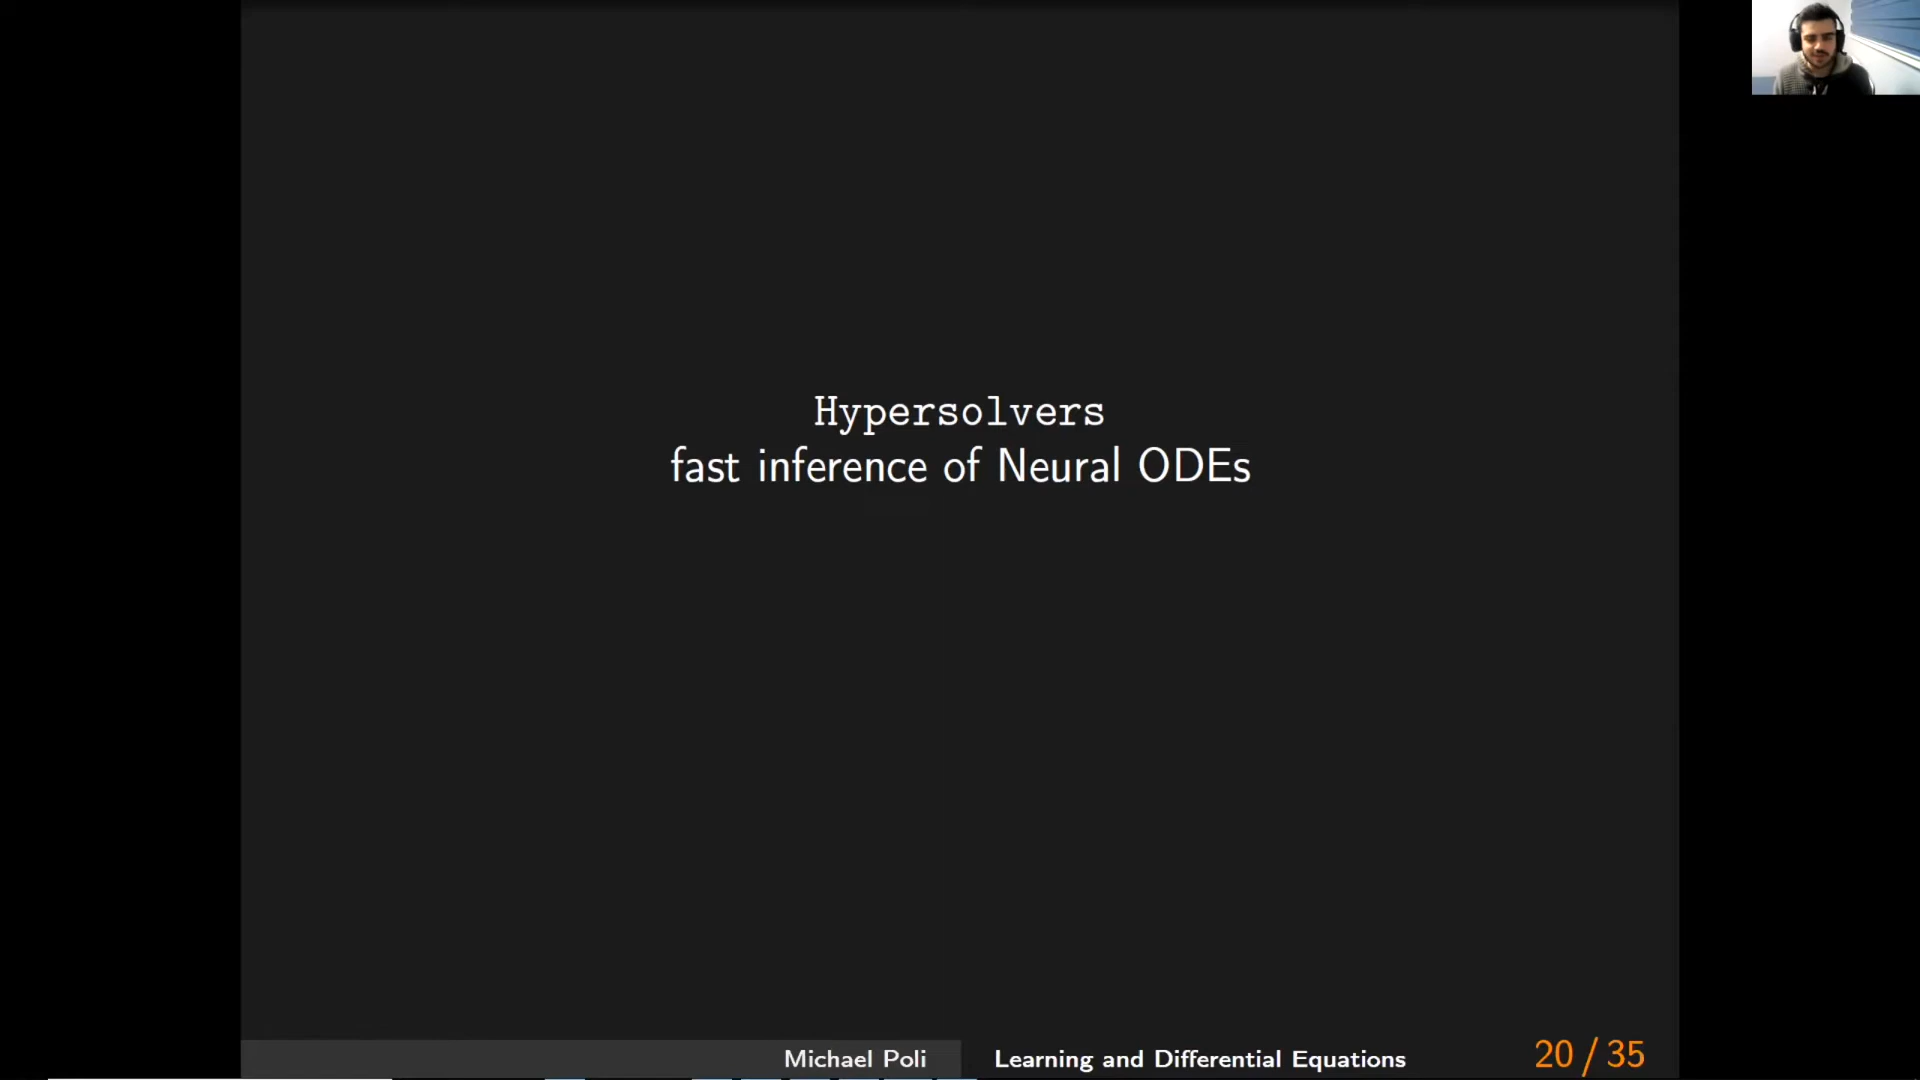 Hypersolvers
fast inference of Neural ODEs
Michael Poli
Learning and Differential Equations
20 / 35